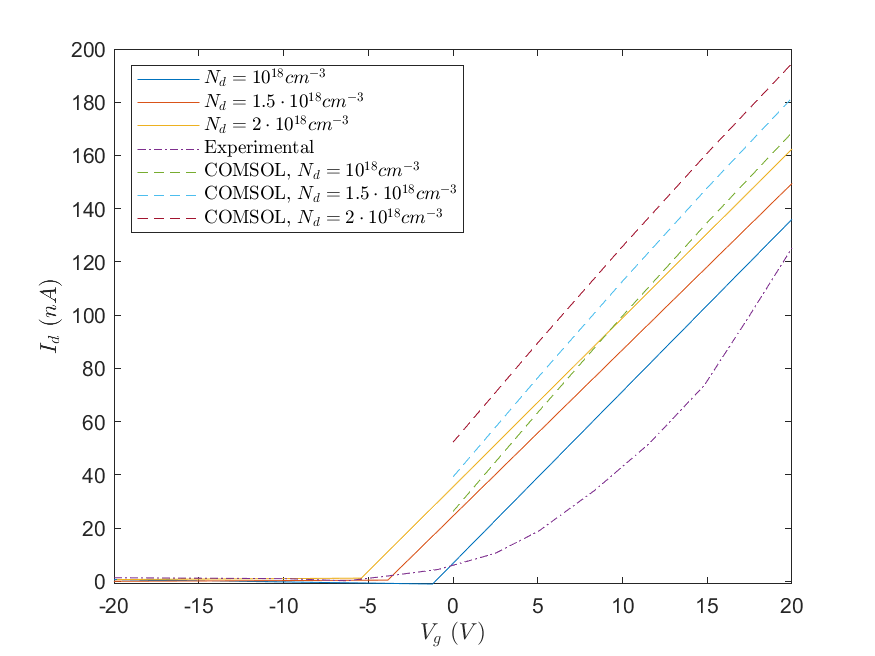 200
180
160
140
120
100
80
60
40
20
0
-20 -15 -10 -5 0 5 10 15 20
I_d (nA)
V_g (V)
N_d = 10^{18}cm^{-3}
N_d = 1.5 · 10^{18}cm^{-3}
N_d = 2 · 10^{18}cm^{-3}
Experimental
COMSOL, N_d = 10^{18}cm^{-3}
COMSOL, N_d = 1.5 · 10^{18}cm^{-3}
COMSOL, N_d = 2 · 10^{18}cm^{-3}